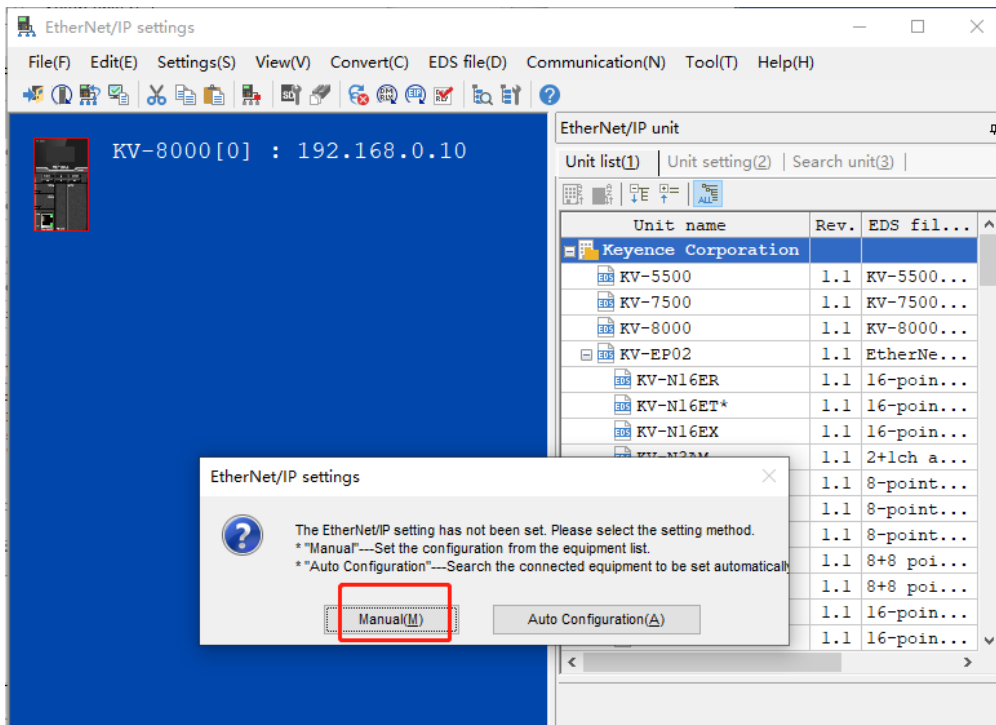 EtherNet/IP settings
File(F) Edit(E) Settings(S) View(V) Convert(C) EDS file(D) Communication(N) Tool(T) Help(H)
KV-8000[0] : 192.168.0.10
EtherNet/IP unit
Unit list(1) Unit setting(2) Search unit(3)
Unit name Rev. EDS fil...
Keyence Corporation
KV-5500 1.1 KV-5500...
KV-7500 1.1 KV-7500...
KV-8000 1.1 KV-8000...
KV-EP02 1.1 EtherNe...
KV-N16ER 1.1 16-poin...
KV-N16ET* 1.1 16-poin...
KV-N16EX 1.1 16-poin...
1.1 2+1ch a...
1.1 8-point...
1.1 8-point...
1.1 8-point...
1.1 8+8 poi...
1.1 8+8 poi...
1.1 16-poin...
1.1 16-poin...
EtherNet/IP settings
The EtherNet/IP setting has not been set. Please select the setting method.
* "Manual"---Set the configuration from the equipment list.
* "Auto Configuration"---Search the connected equipment to be set automatically
Manual(M) Auto Configuration(A)